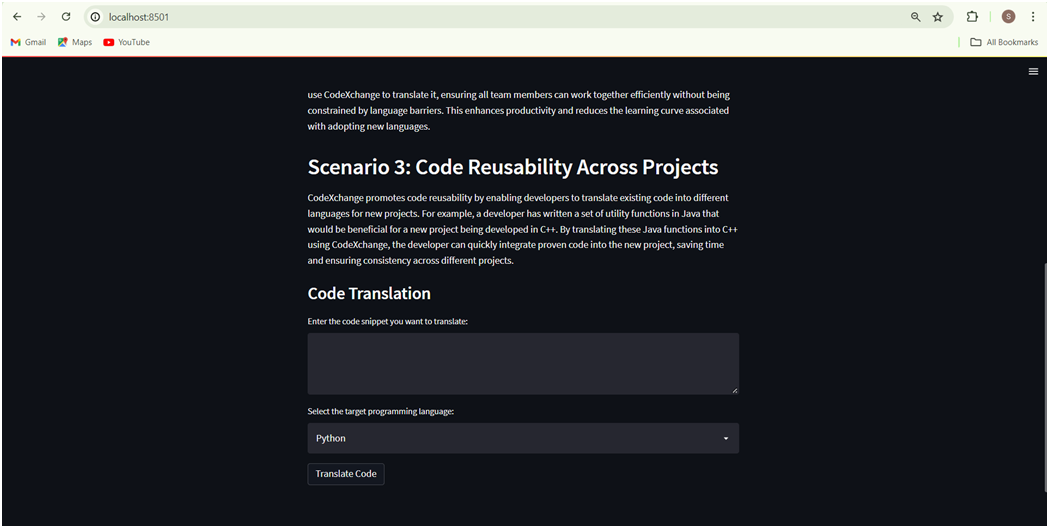 localhost:8501
S
Gmail Maps YouTube All Bookmarks
use CodeXchange to translate it, ensuring all team members can work together efficiently without being
constrained by language barriers. This enhances productivity and reduces the learning curve associated
with adopting new languages.
Scenario 3: Code Reusability Across Projects
CodeXchange promotes code reusability by enabling developers to translate existing code into different
languages for new projects. For example, a developer has written a set of utility functions in Java that
would be beneficial for a new project being developed in C++. By translating these Java functions into C++
using CodeXchange, the developer can quickly integrate proven code into the new project, saving time
and ensuring consistency across different projects.
Code Translation
Enter the code snippet you want to translate:
Select the target programming language:
Python
Translate Code